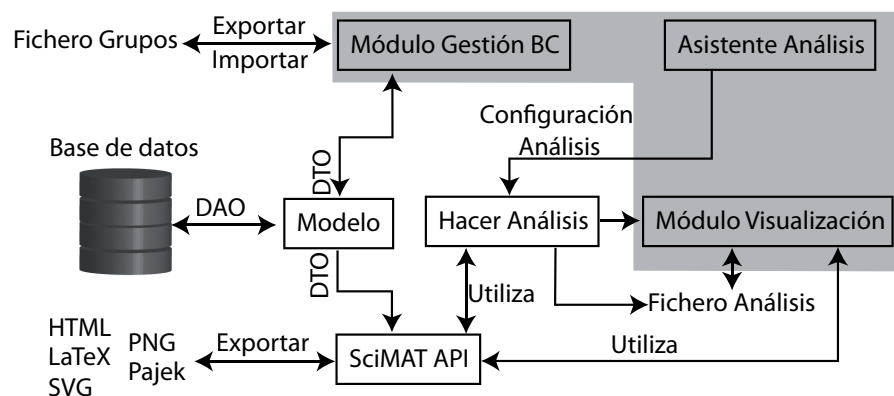 Fichero Grupos
Exportar
Importar
Módulo Gestión BC
Asistente Análisis
Configuración
Análisis
Base de datos
DAO
DTO
Modelo
DTO
Hacer Análisis
Módulo Visualización
Utiliza
Fichero Análisis
HTML
LaTeX
SVG
PNG
Pajek
Exportar
SciMAT API
Utiliza